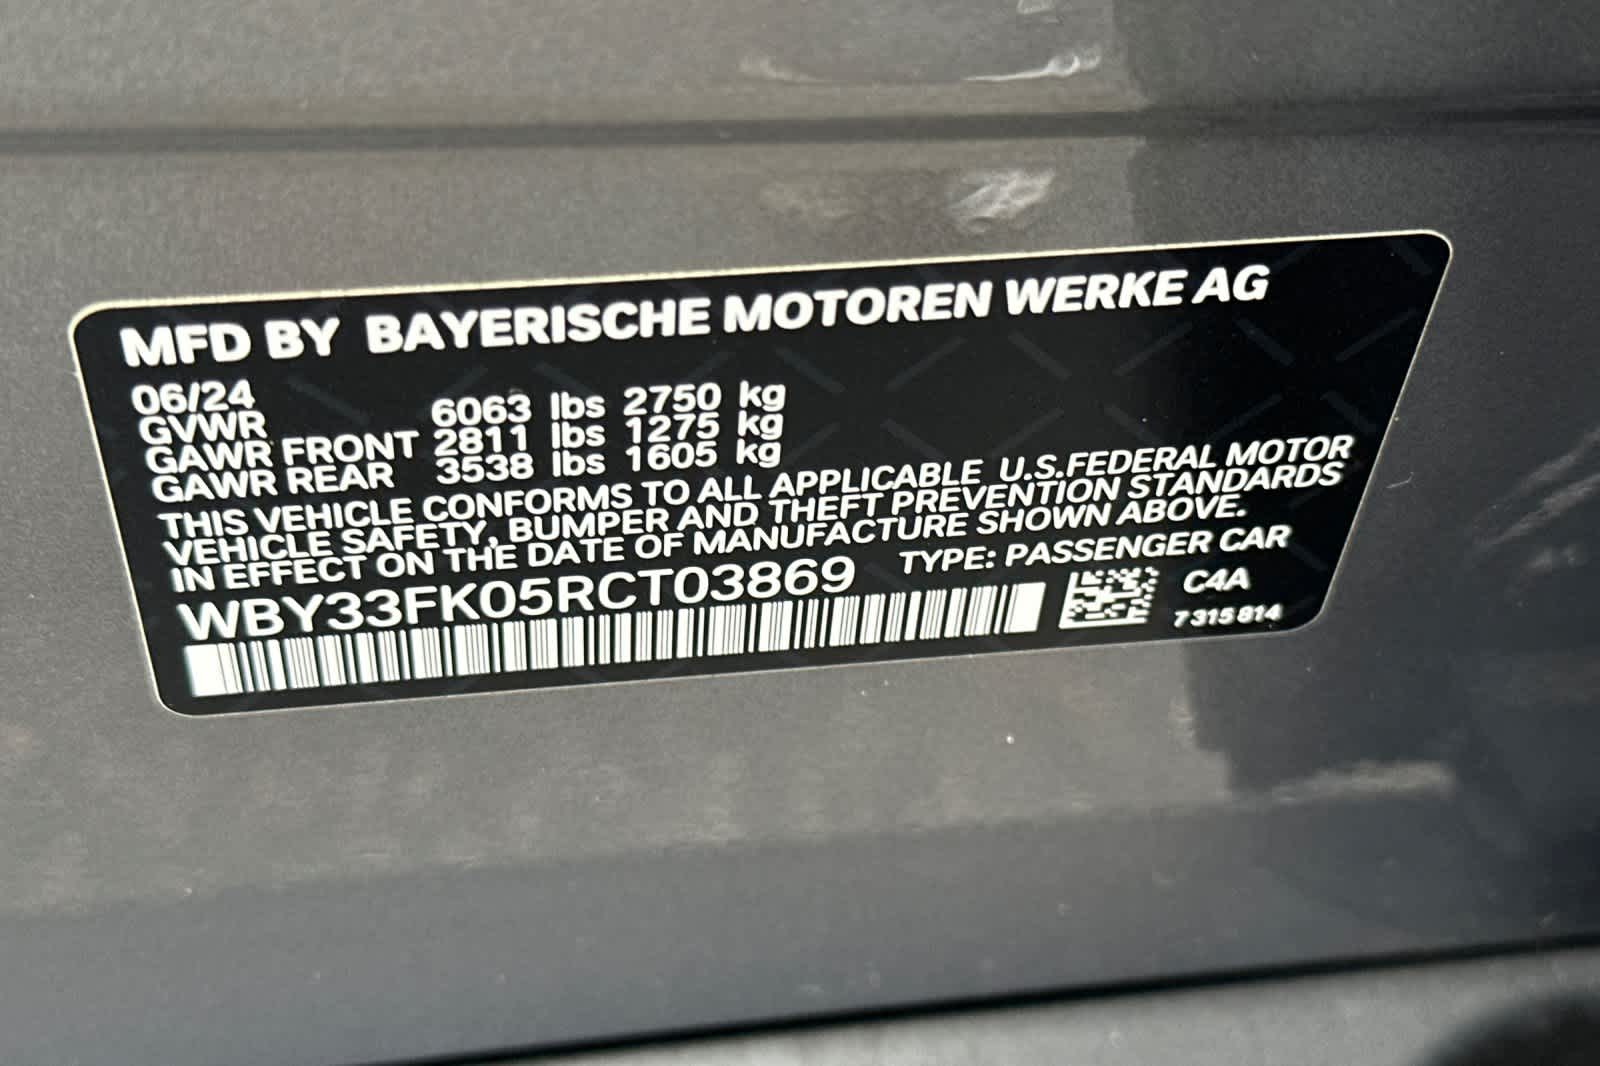 MFD BY BAYERISCHE MOTOREN WERKE AG
06/24
GVWR 6063 lbs 2750 kg
GAWR FRONT 2811 lbs 1275 kg
GAWR REAR 3538 lbs 1605 kg
THIS VEHICLE CONFORMS TO ALL APPLICABLE U.S.FEDERAL MOTOR
VEHICLE SAFETY, BUMPER AND THEFT PREVENTION STANDARDS
IN EFFECT ON THE DATE OF MANUFACTURE SHOWN ABOVE.
WBY33FK05RCT03869 TYPE: PASSENGER CAR
C4A
7315814